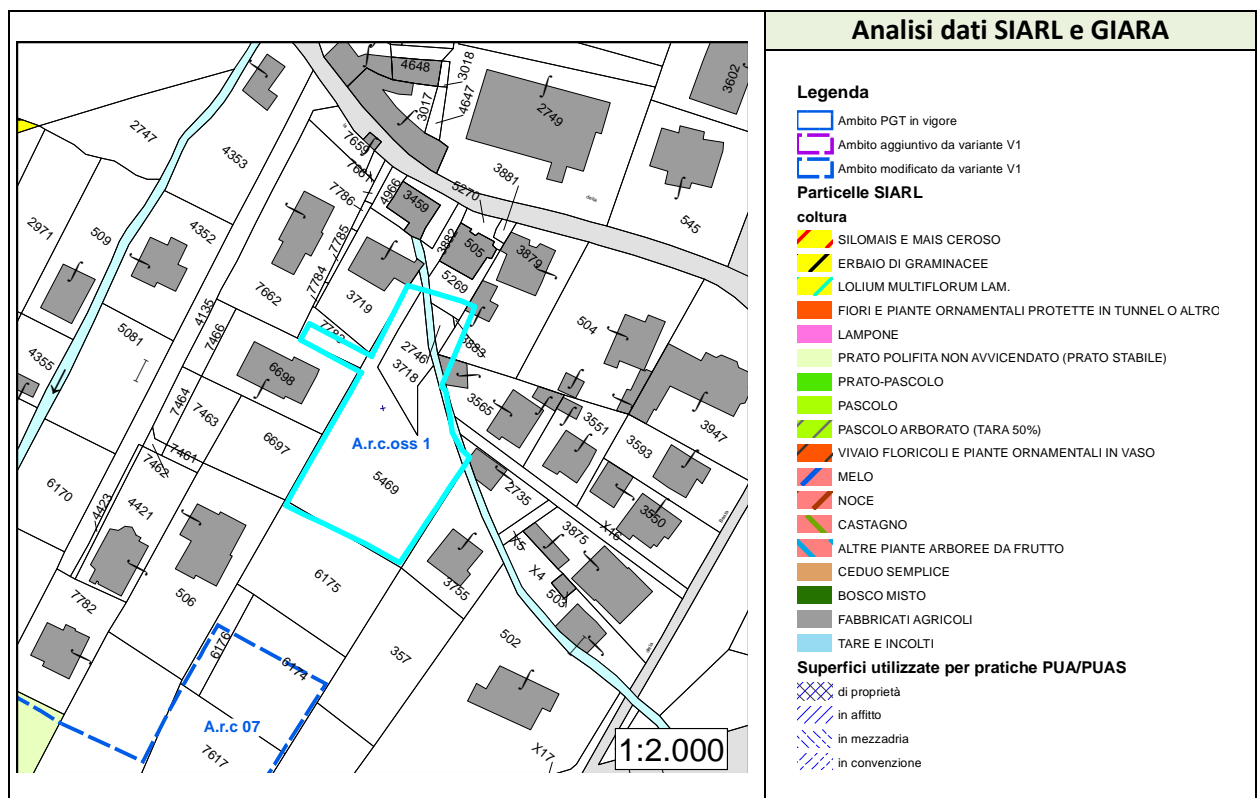 Analisi dati SIARL e GIARA
Legenda
Ambito PGT in vigore
Ambito aggiuntivo da variante V1
Ambito modificato da variante V1
Particelle SIARL
coltura
SILOMAIS E MAIS CEROSO
ERBAIO DI GRAMINACEE
LOLIUM MULTIFLORUM LAM.
FIORI E PIANTE ORNAMENTALI PROTETTE IN TUNNEL O ALTRO
LAMPONE
PRATO POLIFITA NON AVVICENDATO (PRATO STABILE)
PRATO-PASCOLO
PASCOLO
PASCOLO ARBORATO (TARA 50%)
VIVAIO FLORICOLI E PIANTE ORNAMENTALI IN VASO
MELO
NOCE
CASTAGNO
ALTRE PIANTE ARBOREE DA FRUTTO
CEDUO SEMPLICE
BOSCO MISTO
FABBRICATI AGRICOLI
TARE E INCOLTI
Superfici utilizzate per pratiche PUA/PUAS
di proprietà
in affitto
in mezzadria
in convenzione
4648
3018
3017
4647
2749
3602
2747
4353
7659
7661
3881
5270
della
545
2971
509
4352
7786
4966
3459
7785
3882
505
3879
5269
7784
3719
7662
4135
7466
5081
4355
7783
3883
504
2746
3718
6698
3565
3551
3593
3947
7464
7463
6697
A.r.c.oss 1
5469
7461
7462
6170
4423
4421
2735
3550
X16
3875
X5
X4
503
7782
506
6175
3755
502
357
6176
6174
A.r.c 07
7617
X17
della
1:2.000